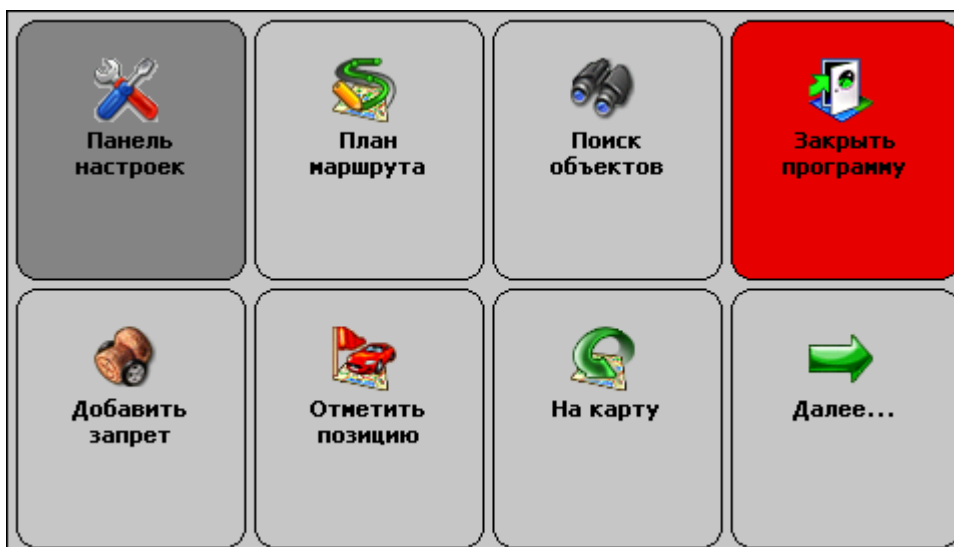 Панель
настроек
План
маршрута
Поиск
объектов
Закрыть
программу
Добавить
запрет
Отметить
позицию
На карту
Далее...